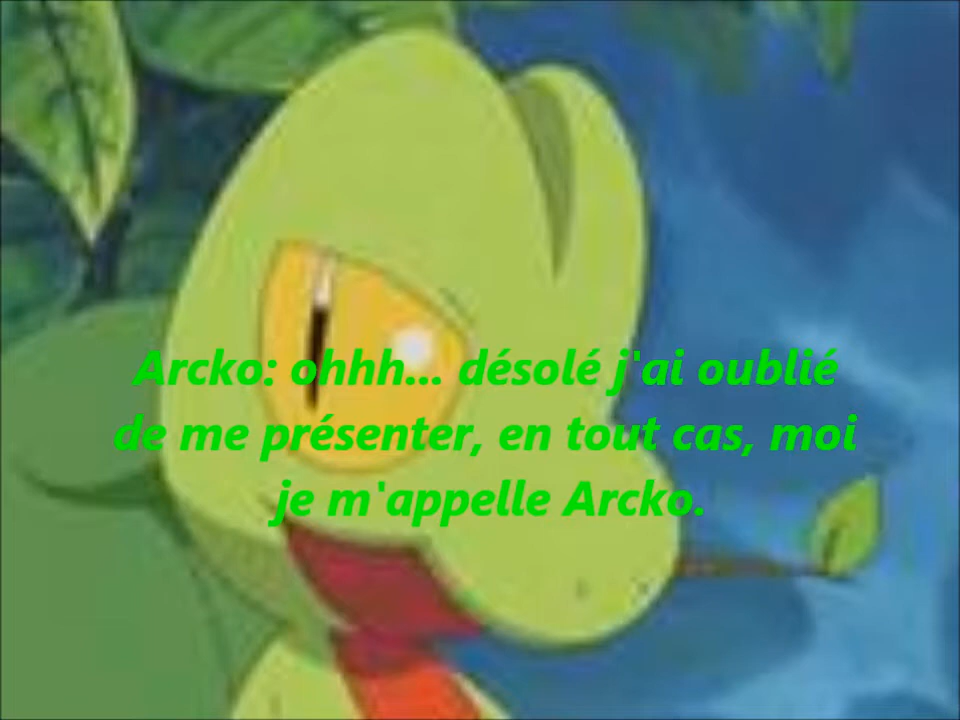 Arcko: ohhh... désolé j'ai oublié
de me présenter, en tout cas, moi
je m'appelle Arcko.